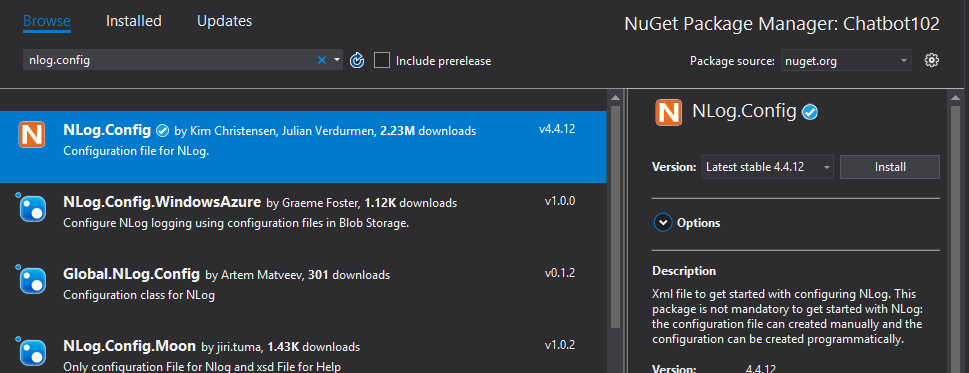 Browse Installed Updates NuGet Package Manager: Chatbot102
nlog.config Include prerelease Package source: nuget.org
N NLog.Config by Kim Christensen, Julian Verdurmen, 2.23M downloads v4.4.12
Configuration file for NLog.
NLog.Config.WindowsAzure by Graeme Foster, 1.12K downloads v1.0.0
Configure NLog logging using configuration files in Blob Storage.
Global.NLog.Config by Artem Matveev, 301 downloads v0.1.2
Configuration class for NLog
NLog.Config.Moon by jiri.tuma, 1.43K downloads v1.0.2
Only configuration File for Nlog and xsd File for Help
N NLog.Config
Version: Latest stable 4.4.12 Install
Options
Description
Xml file to get started with configuring NLog. This
package is not mandatory to get started with NLog:
the configuration file can created manually and the
configuration can be created programmatically.
Version: 4.4.12